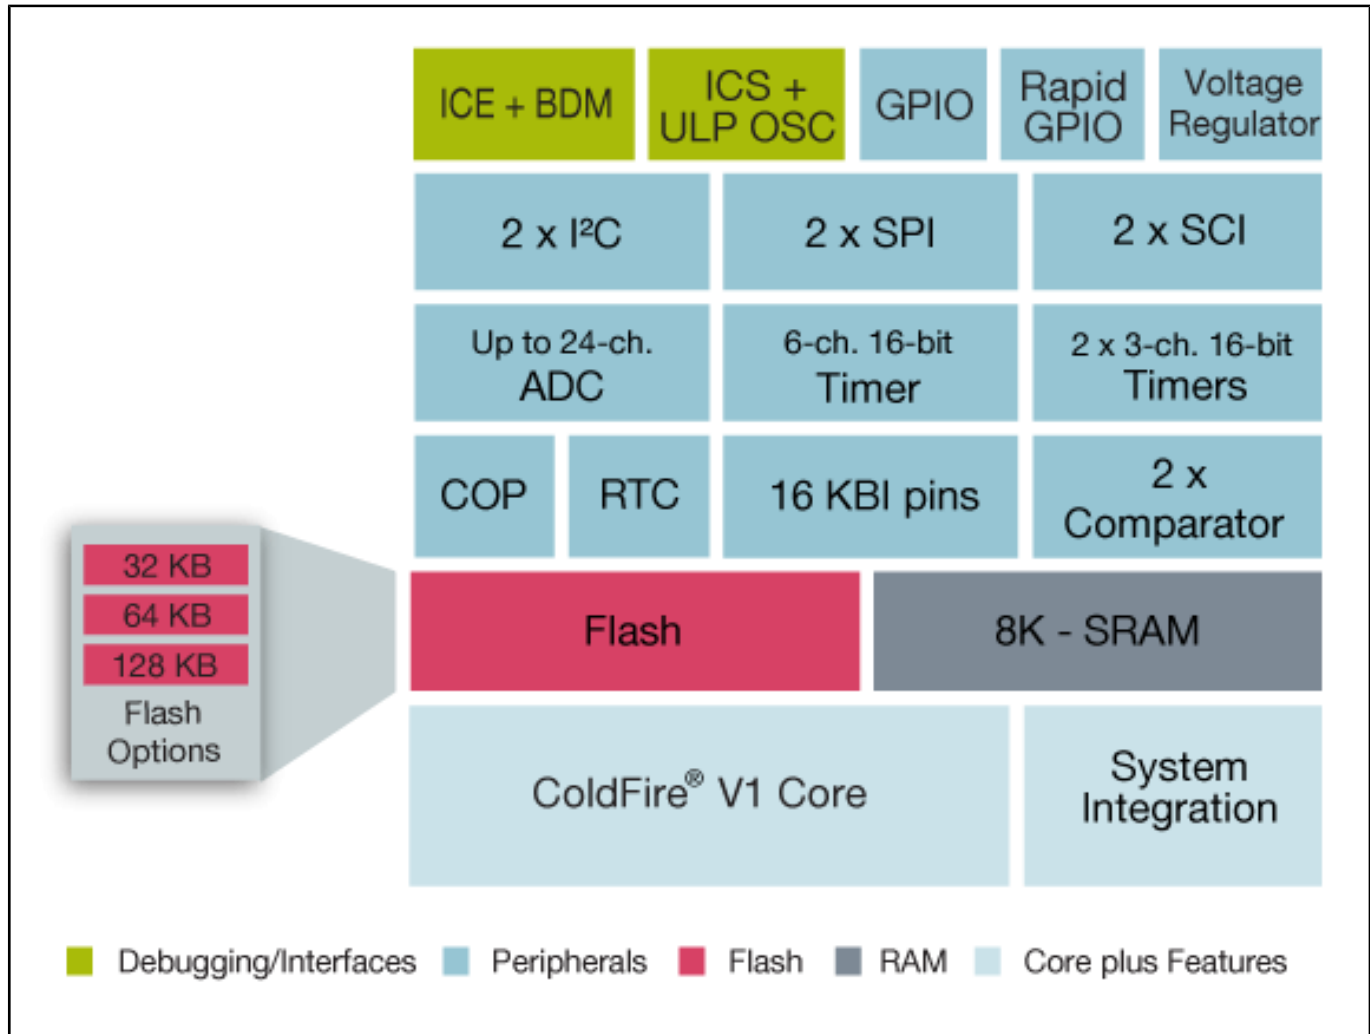 ICE + BDM
ICS +
ULP OSC
GPIO
Rapid
GPIO
Voltage
Regulator
2 x I²C
2 x SPI
2 x SCI
Up to 24-ch.
ADC
6-ch. 16-bit
Timer
2 x 3-ch. 16-bit
Timers
COP
RTC
16 KBI pins
2 x
Comparator
32 KB
64 KB
128 KB
Flash
Options
Flash
8K - SRAM
ColdFire® V1 Core
System
Integration
Debugging/Interfaces
Peripherals
Flash
RAM
Core plus Features